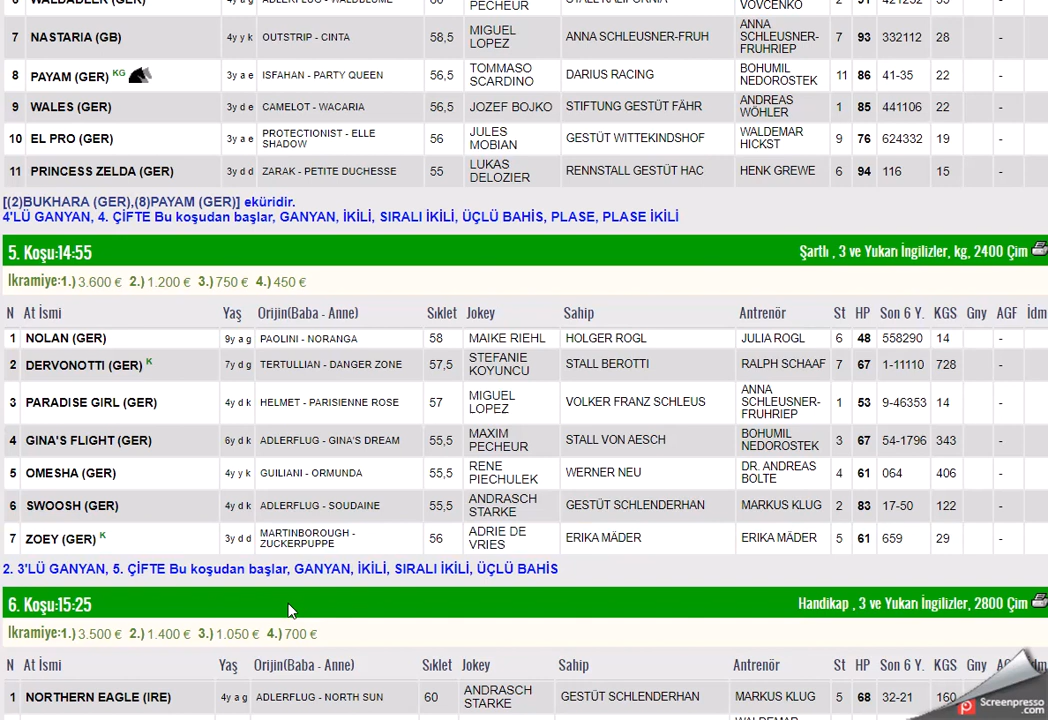 6 WALDADLER (GER) 4y a g ADLERFLUG - WALDBLUME 60 PECHEUR STALL KALIFORNIA VOVCENKO 2 91 421232 35 -
7 NASTARIA (GB) 4y y k OUTSTRIP - CINTA 58,5 MIGUEL LOPEZ ANNA SCHLEUSNER-FRUH ANNA SCHLEUSNER- FRUHRIEP 7 93 332112 28 -
8 PAYAM (GER) KG 3y a e ISFAHAN - PARTY QUEEN 56,5 TOMMASO SCARDINO DARIUS RACING BOHUMIL NEDOROSTEK 11 86 41-35 22 -
9 WALES (GER) 3y d e CAMELOT - WACARIA 56,5 JOZEF BOJKO STIFTUNG GESTÜT FÄHR ANDREAS WÖHLER 1 85 441106 22 -
10 EL PRO (GER) 3y a e PROTECTIONIST - ELLE SHADOW 56 JULES MOBIAN GESTÜT WITTEKINDSHOF WALDEMAR HICKST 9 76 624332 19 -
11 PRINCESS ZELDA (GER) 3y d d ZARAK - PETITE DUCHESSE 55 LUKAS DELOZIER RENNSTALL GESTÜT HAC HENK GREWE 6 94 116 15 -
[(2)BUKHARA (GER),(8)PAYAM (GER)] eküridir.
4'LÜ GANYAN, 4. ÇİFTE Bu koşudan başlar, GANYAN, İKİLİ, SIRALI İKİLİ, ÜÇLÜ BAHİS, PLASE, PLASE İKİLİ
5. Koşu:14:55 Şartlı , 3 ve Yukarı İngilizler, kg, 2400 Çim
İkramiye:1.) 3.600 € 2.) 1.200 € 3.) 750 € 4.) 450 €
N At İsmi Yaş Orijin(Baba - Anne) Sıklet Jokey Sahip Antrenör St HP Son 6 Y. KGS Gny AGF İdm
1 NOLAN (GER) 9y a g PAOLINI - NORANGA 58 MAIKE RIEHL HOLGER ROGL JULIA ROGL 6 48 558290 14 -
2 DERVONOTTI (GER) K 7y d g TERTULLIAN - DANGER ZONE 57,5 STEFANIE KOYUNCU STALL BEROTTI RALPH SCHAAF 7 67 1-11110 728 -
3 PARADISE GIRL (GER) 4y d k HELMET - PARISIENNE ROSE 57 MIGUEL LOPEZ VOLKER FRANZ SCHLEUS ANNA SCHLEUSNER- FRUHRIEP 1 53 9-46353 14 -
4 GINA'S FLIGHT (GER) 6y d k ADLERFLUG - GINA'S DREAM 55,5 MAXIM PECHEUR STALL VON AESCH BOHUMIL NEDOROSTEK 3 67 54-1796 343 -
5 OMESHA (GER) 4y y k GUILIANI - ORMUNDA 55,5 RENE PIECHULEK WERNER NEU DR. ANDREAS BOLTE 4 61 064 406 -
6 SWOOSH (GER) 4y d k ADLERFLUG - SOUDAINE 55,5 ANDRASCH STARKE GESTÜT SCHLENDERHAN MARKUS KLUG 2 83 17-50 122 -
7 ZOEY (GER) K 3y d d MARTINBOROUGH - ZUCKERPUPPE 56 ADRIE DE VRIES ERIKA MÄDER ERIKA MÄDER 5 61 659 29 -
2. 3'LÜ GANYAN, 5. ÇİFTE Bu koşudan başlar, GANYAN, İKİLİ, SIRALI İKİLİ, ÜÇLÜ BAHİS
6. Koşu:15:25 Handikap , 3 ve Yukarı İngilizler, 2800 Çim
İkramiye:1.) 3.500 € 2.) 1.400 € 3.) 1.050 € 4.) 700 €
N At İsmi Yaş Orijin(Baba - Anne) Sıklet Jokey Sahip Antrenör St HP Son 6 Y. KGS Gny
1 NORTHERN EAGLE (IRE) 4y a g ADLERFLUG - NORTH SUN 60 ANDRASCH STARKE GESTÜT SCHLENDERHAN MARKUS KLUG 5 68 32-21 160
Screenpresso .com